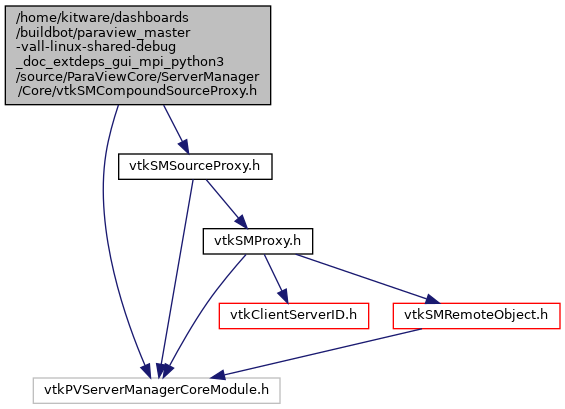 /home/kitware/dashboards
/buildbot/paraview_master
-vall-linux-shared-debug
_doc_extdeps_gui_mpi_python3
/source/ParaViewCore/ServerManager
/Core/vtkSMCompoundSourceProxy.h
vtkSMSourceProxy.h
vtkSMProxy.h
vtkClientServerID.h
vtkSMRemoteObject.h
vtkPVServerManagerCoreModule.h